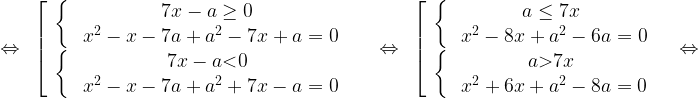 ⇔ [ { 7x − a ≥ 0
x² − x − 7a + a² − 7x + a = 0
{ 7x − a<0
x² − x − 7a + a² + 7x − a = 0
⇔ [ { a ≤ 7x
x² − 8x + a² − 6a = 0
{ a>7x
x² + 6x + a² − 8a = 0
⇔